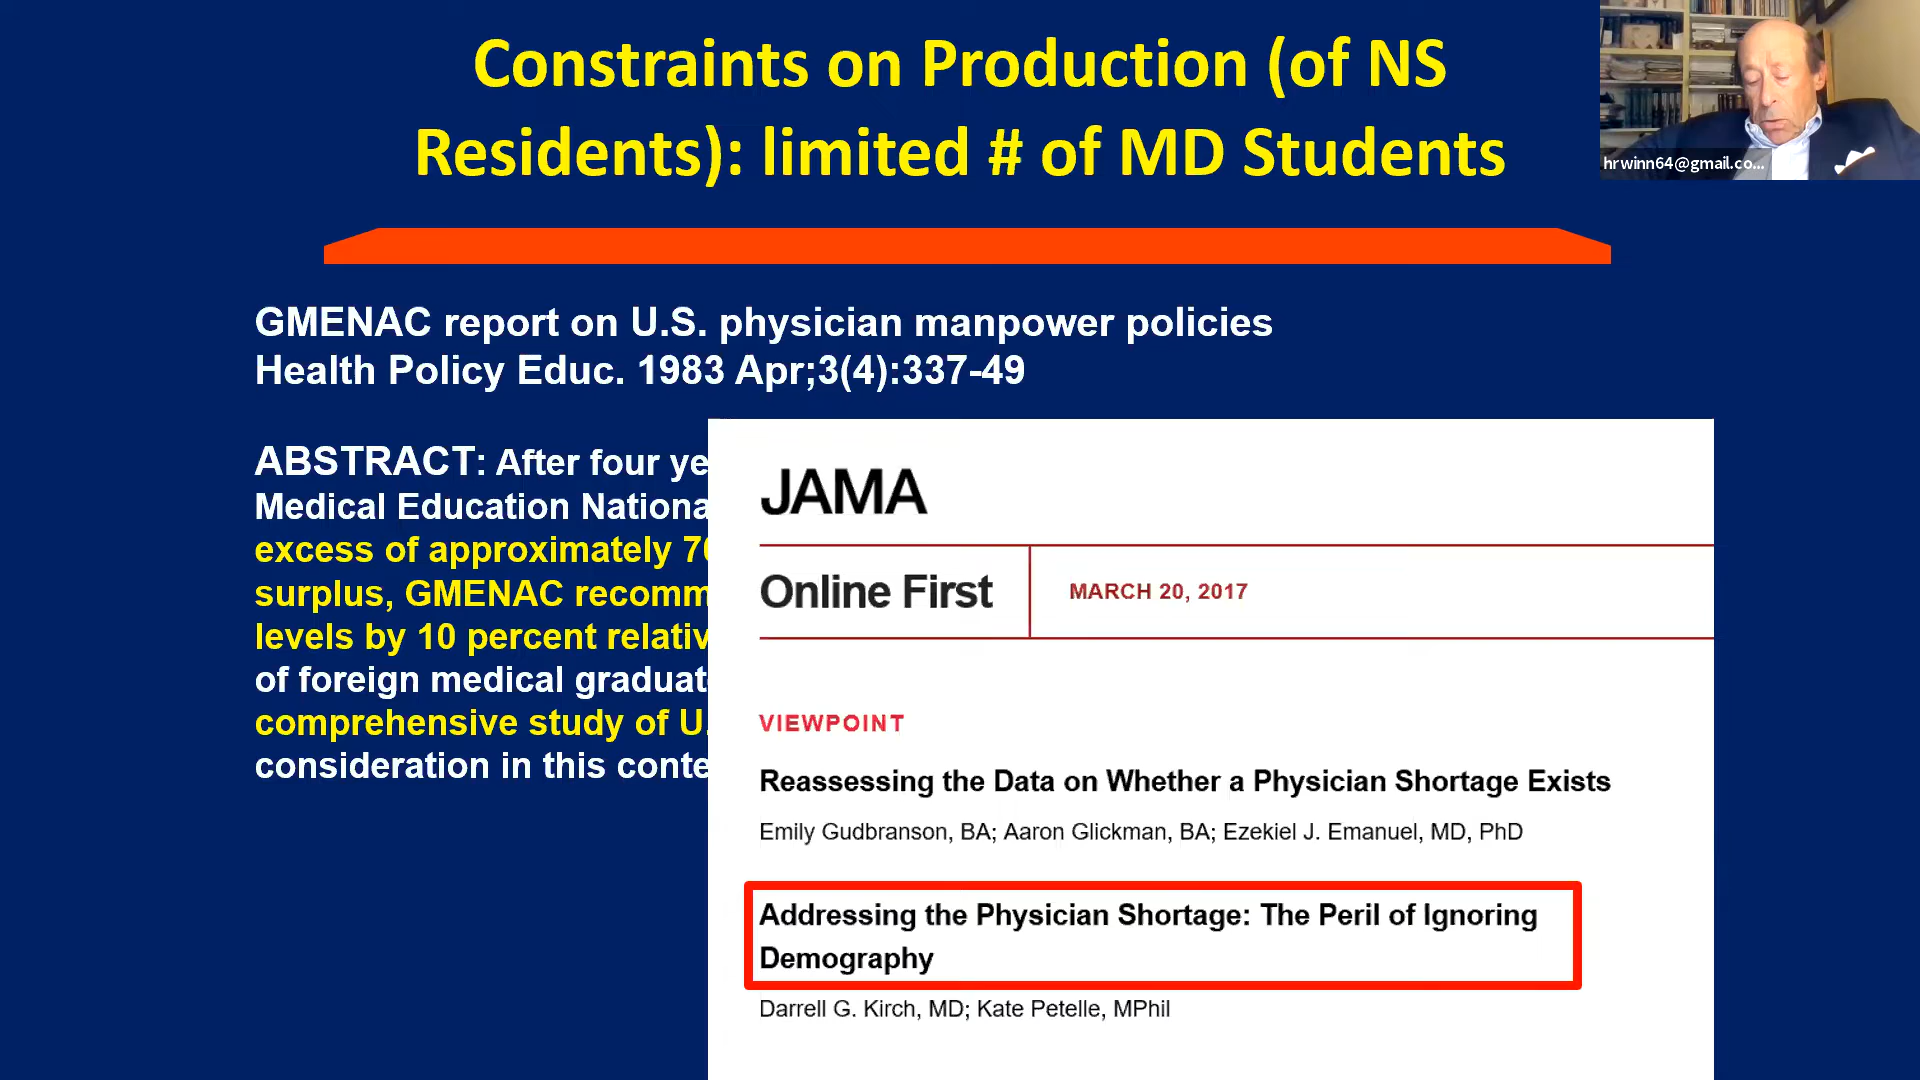 Constraints on Production (of NS
Residents): limited # of MD Students
hrwinn64@gmail.co...
GMENAC report on U.S. physician manpower policies
Health Policy Educ. 1983 Apr;3(4):337-49
ABSTRACT: After four ye
Medical Education Nationa
excess of approximately 70
surplus, GMENAC recomm
levels by 10 percent relativ
of foreign medical graduat
comprehensive study of U.
consideration in this conte
JAMA
Online First
MARCH 20, 2017
VIEWPOINT
Reassessing the Data on Whether a Physician Shortage Exists
Emily Gudbranson, BA; Aaron Glickman, BA; Ezekiel J. Emanuel, MD, PhD
Addressing the Physician Shortage: The Peril of Ignoring
Demography
Darrell G. Kirch, MD; Kate Petelle, MPhil